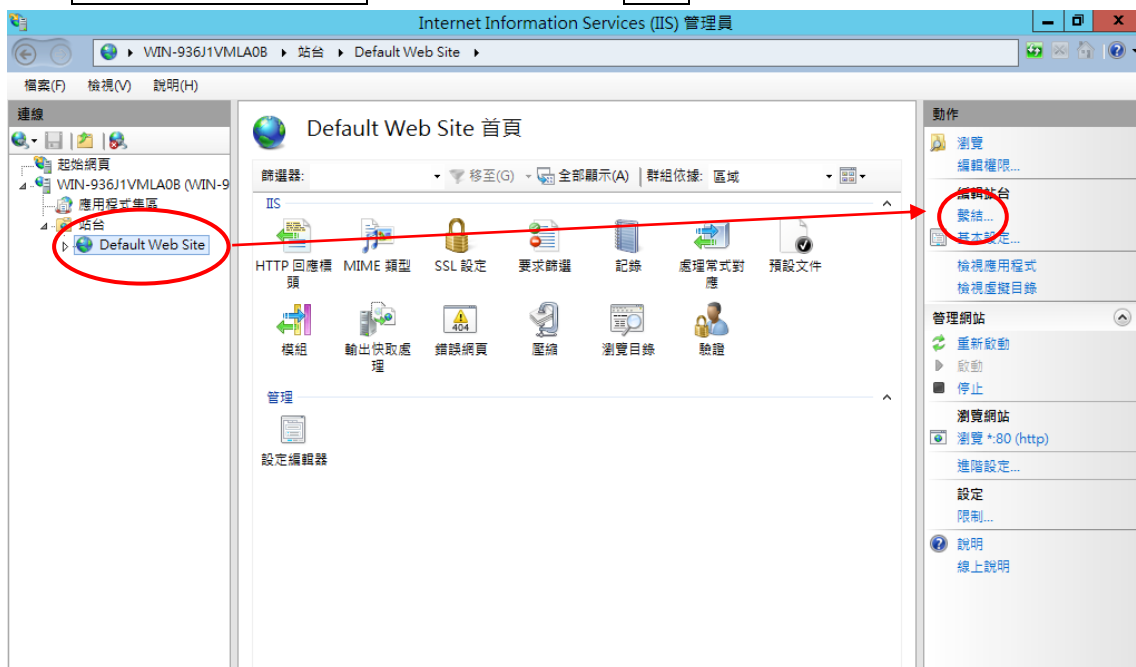 Internet Information Services (IIS) 管理員
WIN-936J1VMLA0B 站台 Default Web Site
檔案(F) 檢視(V) 說明(H)
連線
起始網頁
WIN-936J1VMLA0B (WIN-9
應用程式集區
站台
Default Web Site
Default Web Site 首頁
篩選器: 移至(G) 全部顯示(A) 群組依據: 區域
IIS
HTTP 回應標頭
MIME 類型
SSL 設定
要求篩選
記錄
處理常式對應
預設文件
模組
輸出快取處理
404
錯誤網頁
壓縮
瀏覽目錄
驗證
管理
設定編輯器
動作
瀏覽
編輯權限...
編輯站台
繫結...
基本設定...
檢視應用程式
檢視虛擬目錄
管理網站
重新啟動
啟動
停止
瀏覽網站
瀏覽 *:80 (http)
進階設定...
設定
限制...
說明
線上說明